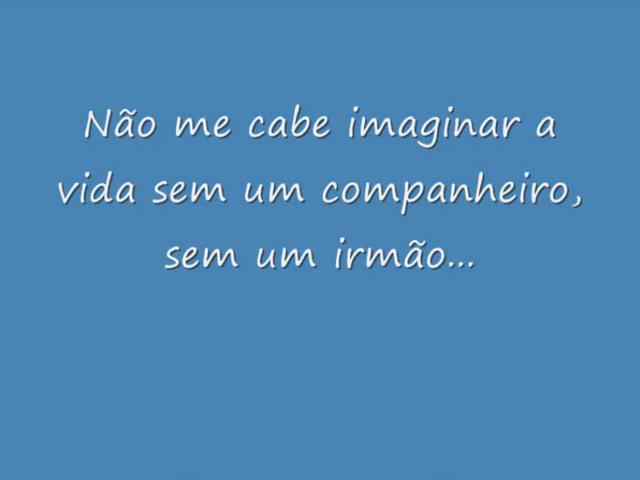 Não me cabe imaginar a
vida sem um companheiro,
sem um irmão...